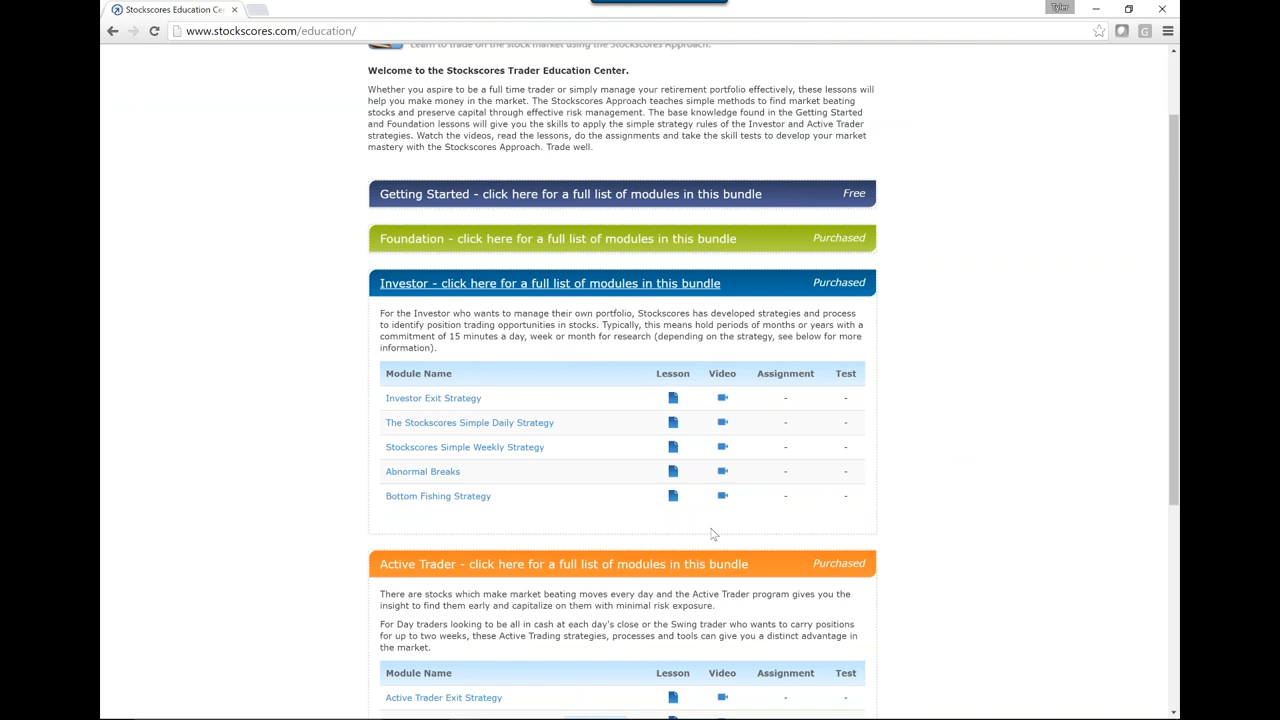 Stockscores Education Ce
Tyler
www.stockscores.com/education/
Learn to trade on the stock market using the Stockscores Approach.
Welcome to the Stockscores Trader Education Center.
Whether you aspire to be a full time trader or simply manage your retirement portfolio effectively, these lessons will
help you make money in the market. The Stockscores Approach teaches simple methods to find market beating
stocks and preserve capital through effective risk management. The base knowledge found in the Getting Started
and Foundation lessons will give you the skills to apply the simple strategy rules of the Investor and Active Trader
strategies. Watch the videos, read the lessons, do the assignments and take the skill tests to develop your market
mastery with the Stockscores Approach. Trade well.
Getting Started - click here for a full list of modules in this bundle Free
Foundation - click here for a full list of modules in this bundle Purchased
Investor - click here for a full list of modules in this bundle Purchased
For the Investor who wants to manage their own portfolio, Stockscores has developed strategies and process
to identify position trading opportunities in stocks. Typically, this means hold periods of months or years with a
commitment of 15 minutes a day, week or month for research (depending on the strategy, see below for more
information).
Module Name Lesson Video Assignment Test
Investor Exit Strategy - -
The Stockscores Simple Daily Strategy - -
Stockscores Simple Weekly Strategy - -
Abnormal Breaks - -
Bottom Fishing Strategy - -
Active Trader - click here for a full list of modules in this bundle Purchased
There are stocks which make market beating moves every day and the Active Trader program gives you the
insight to find them early and capitalize on them with minimal risk exposure.
For Day traders looking to be all in cash at each day's close or the Swing trader who wants to carry positions
for up to two weeks, these Active Trading strategies, processes and tools can give you a distinct advantage in
the market.
Module Name Lesson Video Assignment Test
Active Trader Exit Strategy - -